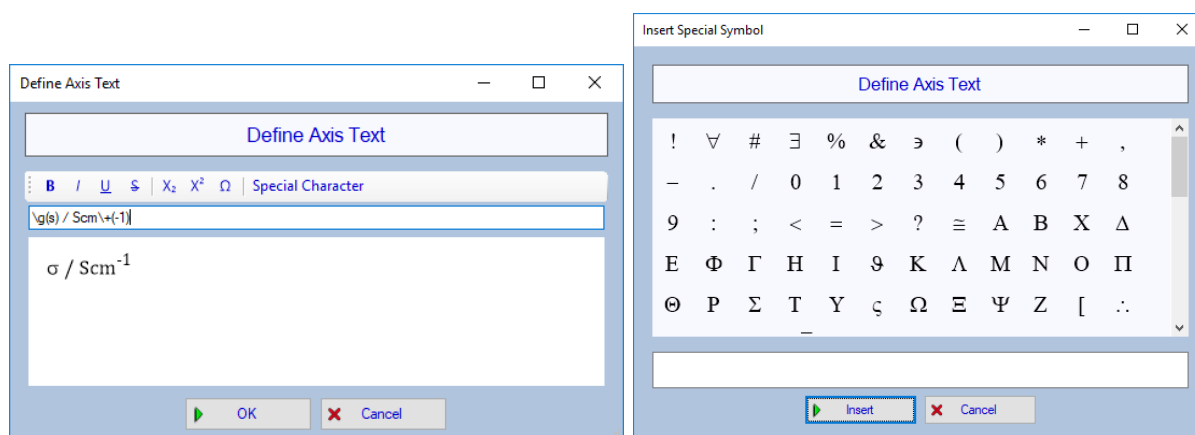 Define Axis Text
Define Axis Text
B I U S X₂ X² Ω Special Character
\g(s) / Scm\+(-1)
σ / Scm⁻¹
OK Cancel
Insert Special Symbol
Define Axis Text
! ∀ # ∃ % & ϶ ( ) * + ,
− . / 0 1 2 3 4 5 6 7 8
9 : ; < = > ? ≅ Α Β Χ Δ
Ε Φ Γ Η Ι ϑ Κ Λ Μ Ν Ο Π
Θ Ρ Σ Τ Υ ς Ω Ξ Ψ Ζ [ ∴
Insert Cancel